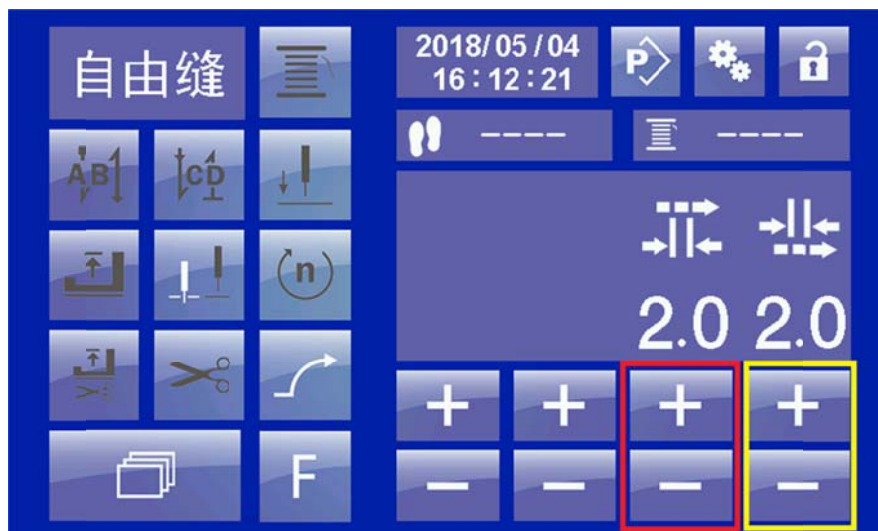 自由缝
2018/05/04
16:12:21
P
----
----
A B
C D
n
2.0 2.0
+ + + +
F
- - - -